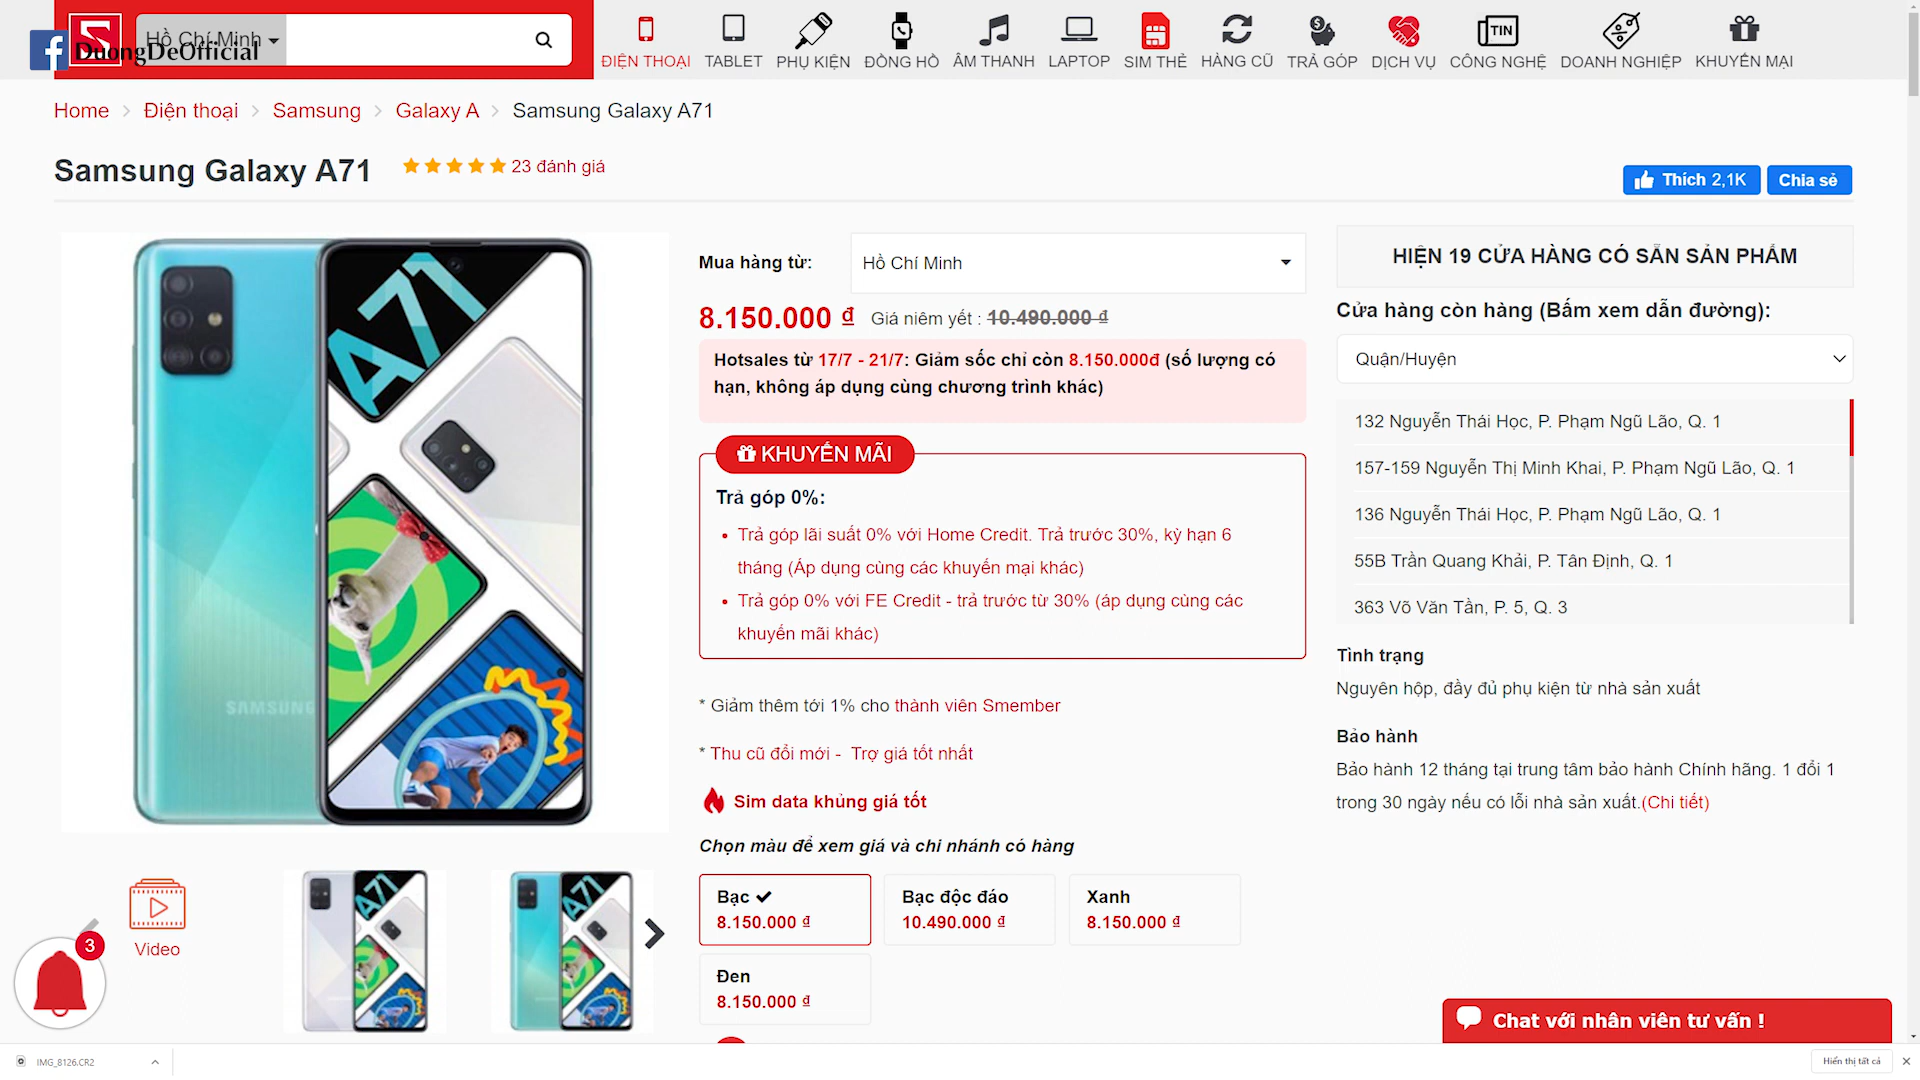 Hồ Chí Minh
DuongDeOfficial
ĐIỆN THOẠI
TABLET
PHỤ KIỆN
ĐỒNG HỒ
ÂM THANH
LAPTOP
SIM THẺ
HÀNG CŨ
TRẢ GÓP
DỊCH VỤ
TIN
CÔNG NGHỆ
DOANH NGHIỆP
KHUYẾN MẠI
Home > Điện thoại > Samsung > Galaxy A > Samsung Galaxy A71
Samsung Galaxy A71
23 đánh giá
Thích 2,1K
Chia sẻ
A71
SAMSUNG
Video
3
A71
A71
Mua hàng từ:
Hồ Chí Minh
8.150.000 ₫ Giá niêm yết : 10.490.000 ₫
Hotsales từ 17/7 - 21/7: Giảm sốc chỉ còn 8.150.000đ (số lượng có
hạn, không áp dụng cùng chương trình khác)
KHUYẾN MÃI
Trả góp 0%:
Trả góp lãi suất 0% với Home Credit. Trả trước 30%, kỳ hạn 6
tháng (Áp dụng cùng các khuyến mại khác)
Trả góp 0% với FE Credit - trả trước từ 30% (áp dụng cùng các
khuyến mãi khác)
* Giảm thêm tới 1% cho thành viên Smember
* Thu cũ đổi mới - Trợ giá tốt nhất
Sim data khủng giá tốt
Chọn màu để xem giá và chi nhánh có hàng
Bạc
8.150.000 ₫
Bạc độc đáo
10.490.000 ₫
Xanh
8.150.000 ₫
Đen
8.150.000 ₫
HIỆN 19 CỬA HÀNG CÓ SẴN SẢN PHẨM
Cửa hàng còn hàng (Bấm xem dẫn đường):
Quận/Huyện
132 Nguyễn Thái Học, P. Phạm Ngũ Lão, Q. 1
157-159 Nguyễn Thị Minh Khai, P. Phạm Ngũ Lão, Q. 1
136 Nguyễn Thái Học, P. Phạm Ngũ Lão, Q. 1
55B Trần Quang Khải, P. Tân Định, Q. 1
363 Võ Văn Tần, P. 5, Q. 3
Tình trạng
Nguyên hộp, đầy đủ phụ kiện từ nhà sản xuất
Bảo hành
Bảo hành 12 tháng tại trung tâm bảo hành Chính hãng. 1 đổi 1
trong 30 ngày nếu có lỗi nhà sản xuất.(Chi tiết)
Chat với nhân viên tư vấn !
IMG_8126.CR2
Hiển thị tất cả